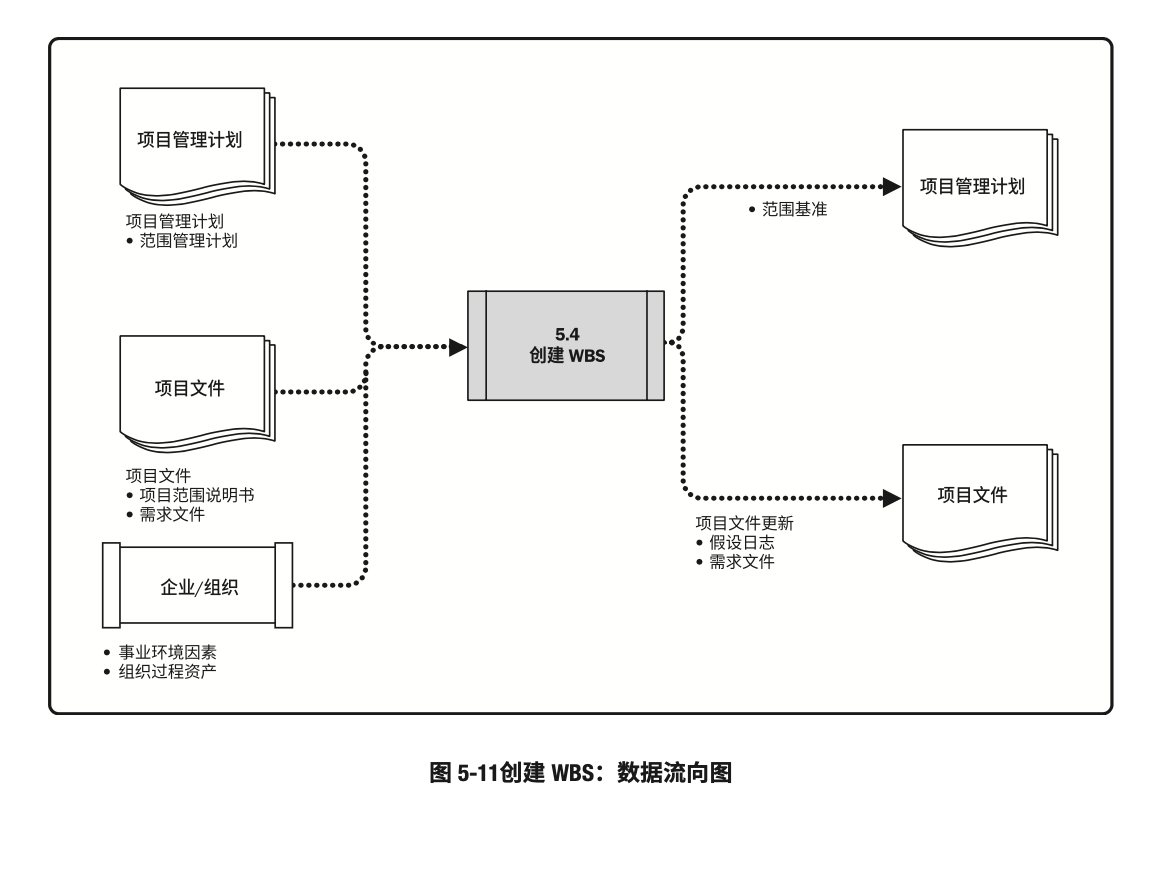 项目管理计划
项目管理计划
● 范围管理计划
项目文件
项目文件
● 项目范围说明书
● 需求文件
企业/组织
● 事业环境因素
● 组织过程资产
5.4
创建 WBS
项目管理计划
● 范围基准
项目文件
项目文件更新
● 假设日志
● 需求文件
图 5-11创建 WBS：数据流向图